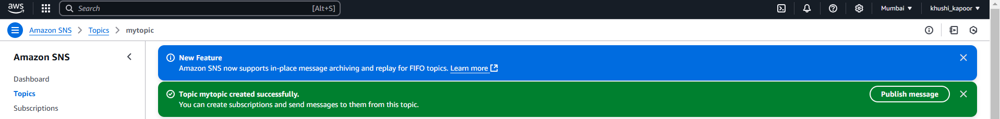 aws Search [Alt+S] Mumbai khushi_kapoor
Amazon SNS Topics mytopic
Amazon SNS
Dashboard
Topics
Subscriptions
New Feature
Amazon SNS now supports in-place message archiving and replay for FIFO topics. Learn more
Topic mytopic created successfully.
You can create subscriptions and send messages to them from this topic.
Publish message